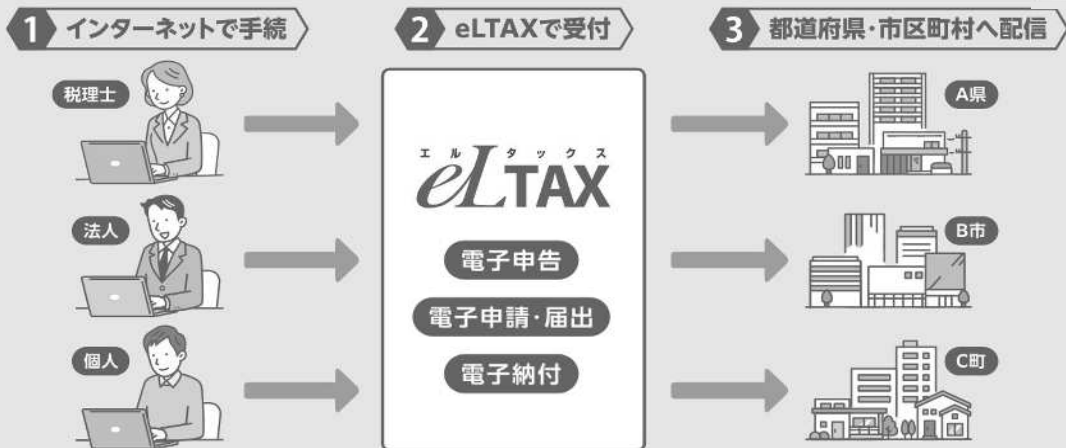 1 インターネットで手続
2 eLTAXで受付
3 都道府県・市区町村へ配信
税理士
法人
個人
エルタックス
eLTAX
電子申告
電子申請・届出
電子納付
A県
B市
C町